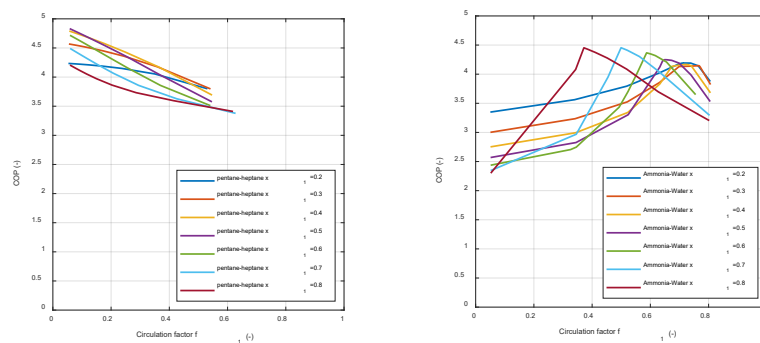 5
4.5
4
3.5
3
2.5
2
1.5
1
0.5
0
COP (-)
pentane-heptane x 1 =0.2
pentane-heptane x 1 =0.3
pentane-heptane x 1 =0.4
pentane-heptane x 1 =0.5
pentane-heptane x 1 =0.6
pentane-heptane x 1 =0.7
pentane-heptane x 1 =0.8
0 0.2 0.4 0.6 0.8 1
Circulation factor f 1 (-)
5
4.5
4
3.5
3
2.5
2
1.5
1
0.5
0
COP (-)
Ammonia-Water x 1 =0.2
Ammonia-Water x 1 =0.3
Ammonia-Water x 1 =0.4
Ammonia-Water x 1 =0.5
Ammonia-Water x 1 =0.6
Ammonia-Water x 1 =0.7
Ammonia-Water x 1 =0.8
0 0.2 0.4 0.6 0.8
Circulation factor f 1 (-)